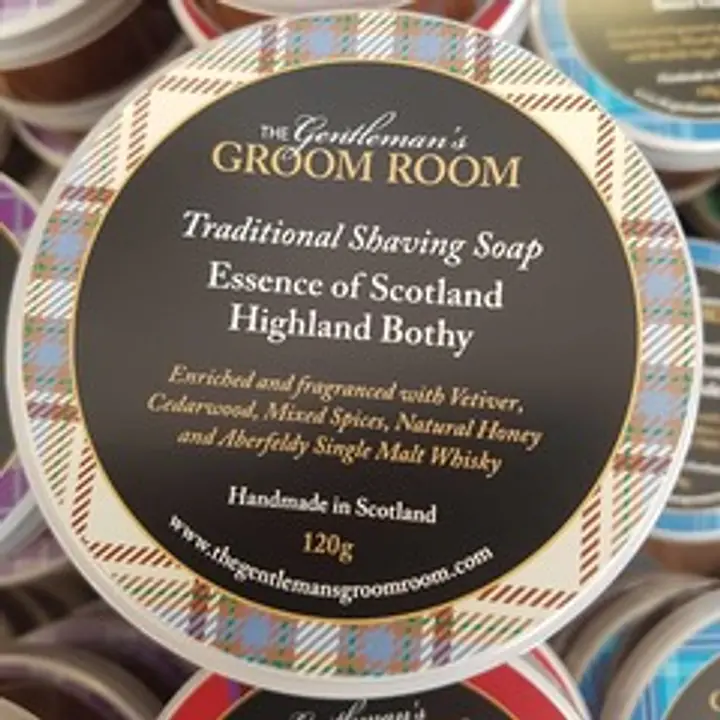 THE Gentleman's
GROOM ROOM
Traditional Shaving Soap
Essence of Scotland
Highland Bothy
Enriched and fragranced with Vetiver,
Cedarwood, Mixed Spices, Natural Honey
and Aberfeldy Single Malt Whisky
Handmade in Scotland
120g
www.thegentlemansgroomroom.com
Gentleman's